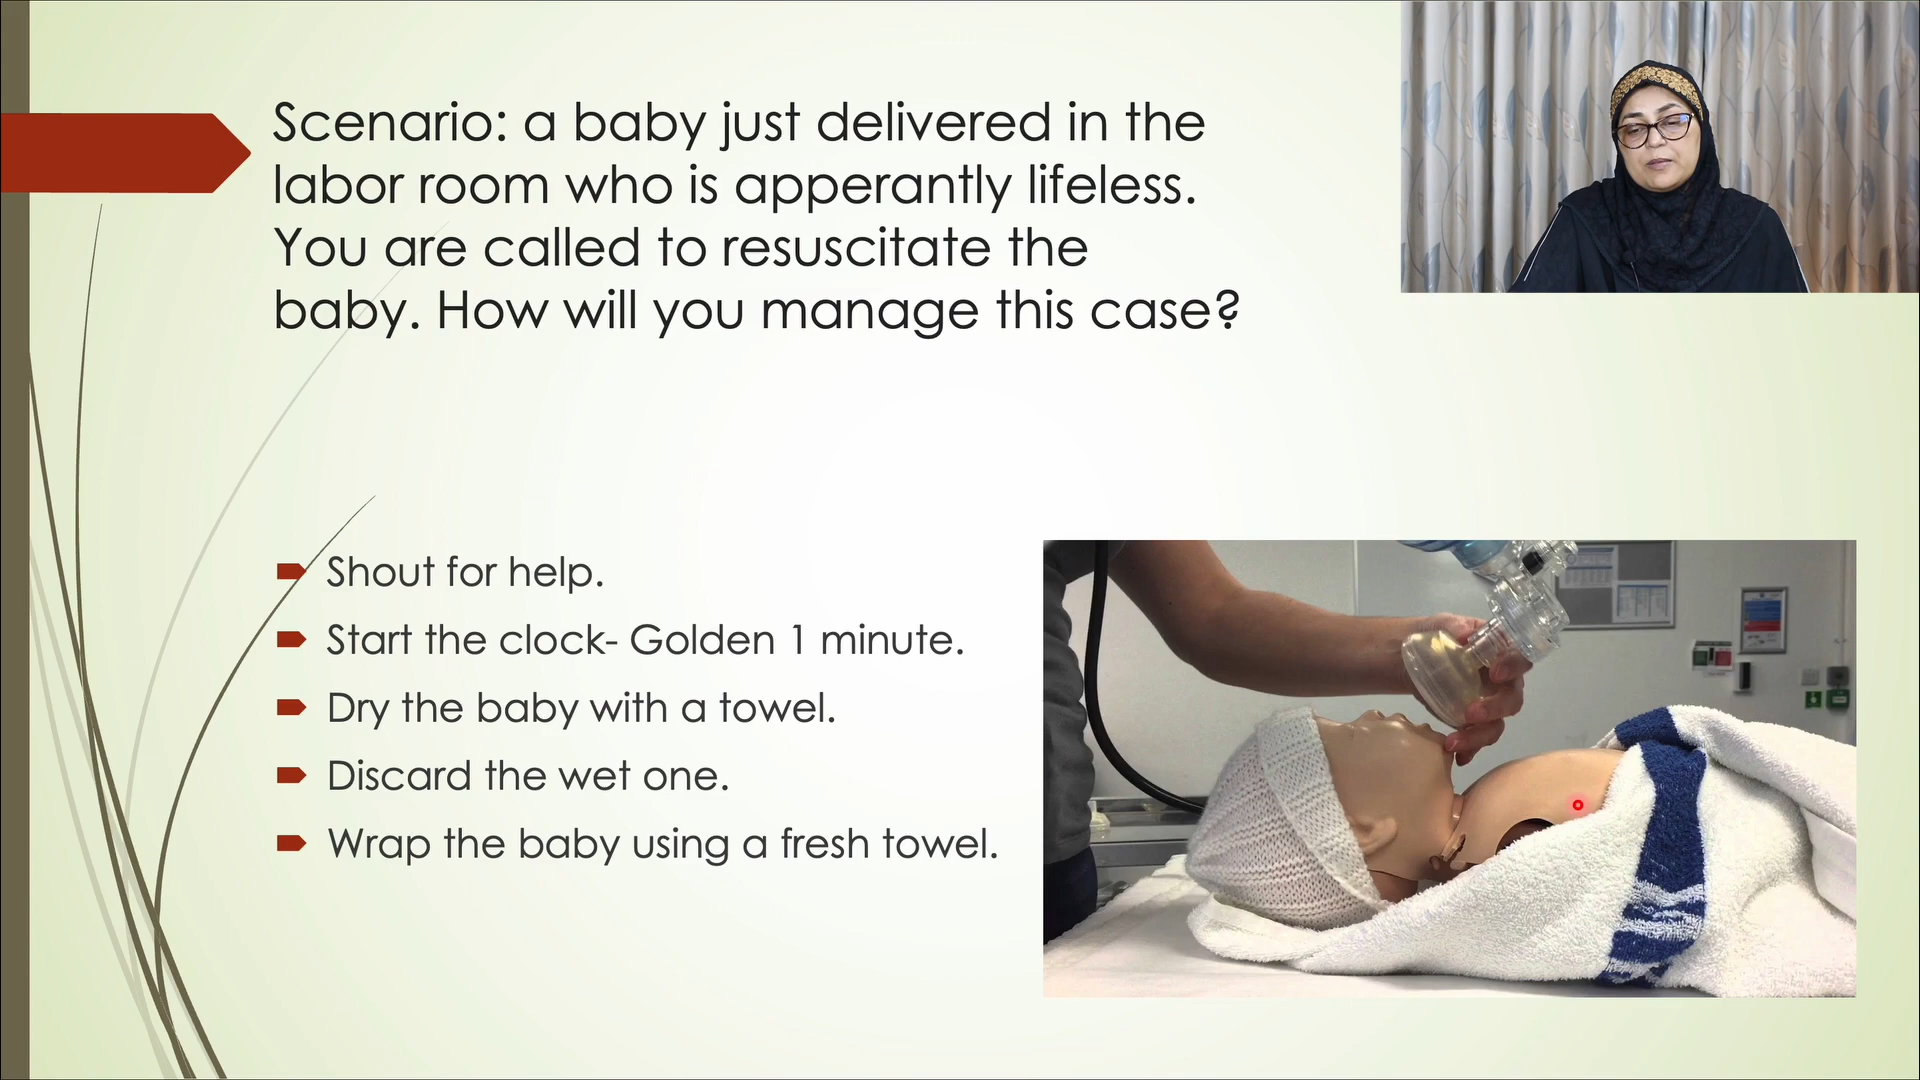 Scenario: a baby just delivered in the
labor room who is apperantly lifeless.
You are called to resuscitate the
baby. How will you manage this case?
Shout for help.
Start the clock- Golden 1 minute.
Dry the baby with a towel.
Discard the wet one.
Wrap the baby using a fresh towel.